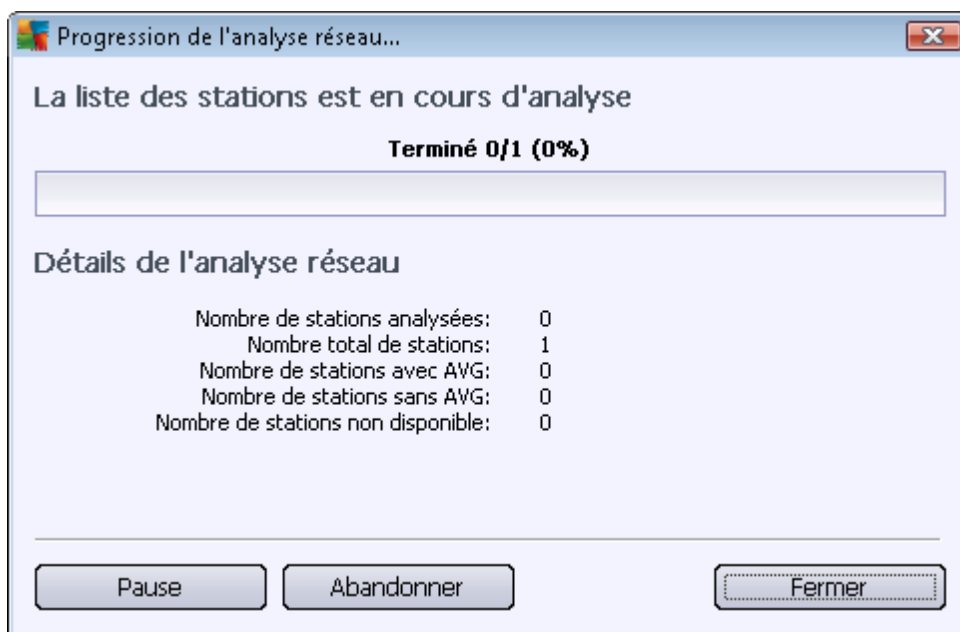 Progression de l'analyse réseau...
La liste des stations est en cours d'analyse
Terminé 0/1 (0%)
Détails de l'analyse réseau
Nombre de stations analysées: 0
Nombre total de stations: 1
Nombre de stations avec AVG: 0
Nombre de stations sans AVG: 0
Nombre de stations non disponible: 0
Pause Abandonner Fermer